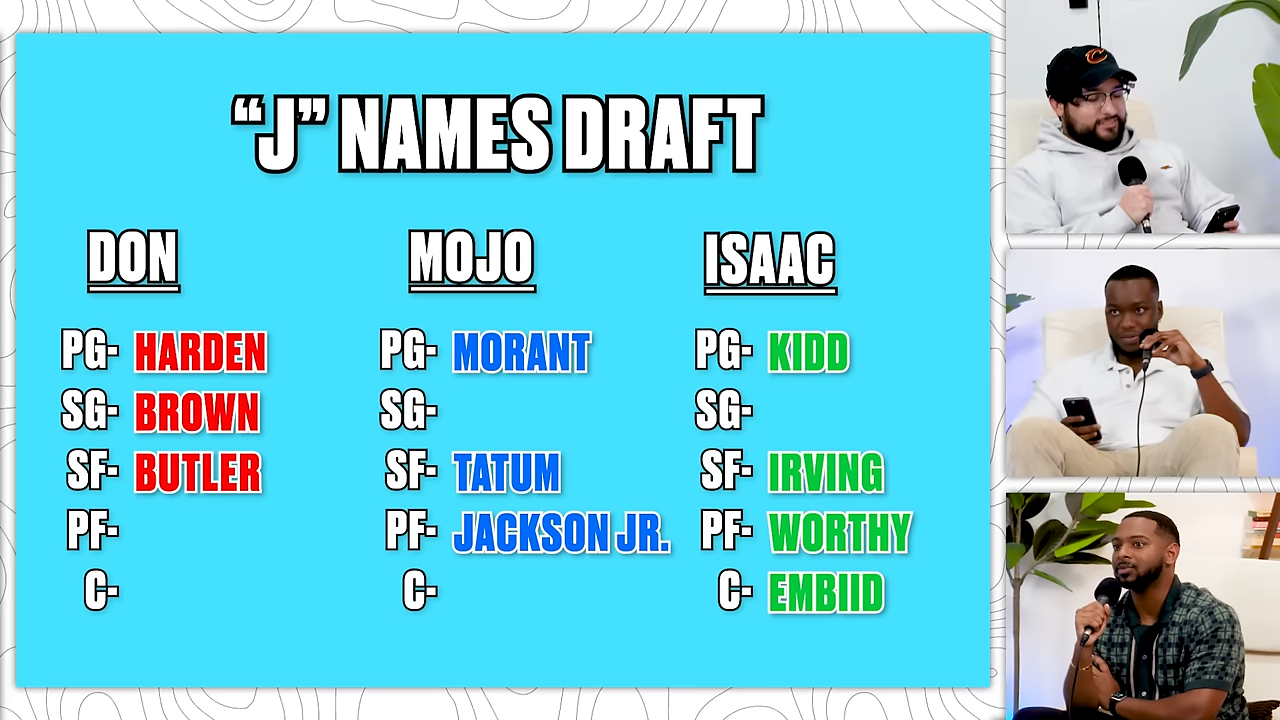 “J” NAMES DRAFT
DON
PG- HARDEN
SG- BROWN
SF- BUTLER
PF-
C-
MOJO
PG- MORANT
SG-
SF- TATUM
PF- JACKSON JR.
C-
ISAAC
PG- KIDD
SG-
SF- IRVING
PF- WORTHY
C- EMBIID
C